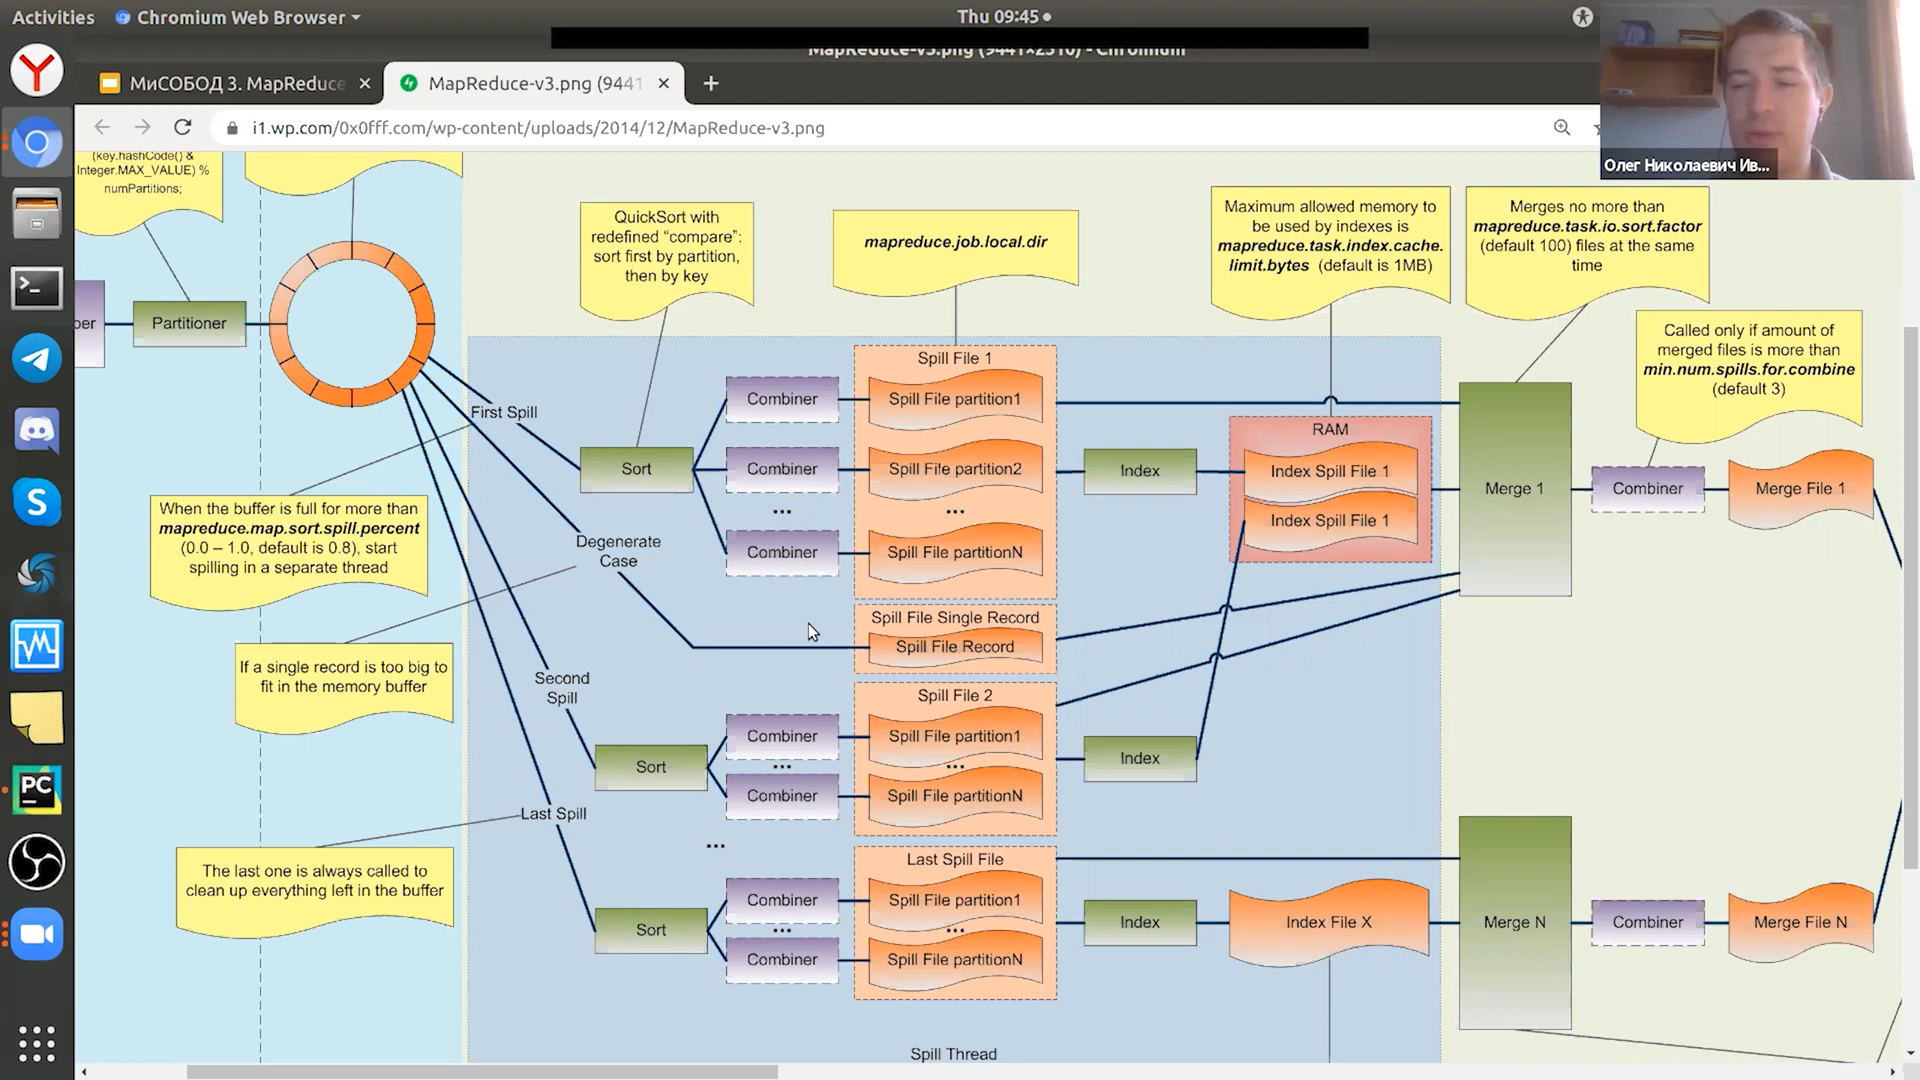 Activities
Chromium Web Browser
Thu 09:45
MapReduce-v3.png (9441×2510) - Chromium
МиСОБОД 3. MapReduce
MapReduce-v3.png (9441
i1.wp.com/0x0fff.com/wp-content/uploads/2014/12/MapReduce-v3.png
Олег Николаевич Ив...
(key.hashCode() &
Integer.MAX_VALUE) %
numPartitions;
QuickSort with
redefined “compare”:
sort first by partition,
then by key
mapreduce.job.local.dir
Maximum allowed memory to
be used by indexes is
mapreduce.task.index.cache.
limit.bytes (default is 1MB)
Merges no more than
mapreduce.task.io.sort.factor
(default 100) files at the same
time
Called only if amount of
merged files is more than
min.num.spills.for.combine
(default 3)
per
Partitioner
First Spill
Sort
Combiner
Combiner
...
Combiner
Spill File 1
Spill File partition1
Spill File partition2
...
Spill File partitionN
Index
RAM
Index Spill File 1
Index Spill File 1
Merge 1
Combiner
Merge File 1
When the buffer is full for more than
mapreduce.map.sort.spill.percent
(0.0 – 1.0, default is 0.8), start
spilling in a separate thread
Degenerate
Case
Spill File Single Record
Spill File Record
If a single record is too big to
fit in the memory buffer
Second
Spill
Sort
Combiner
...
Combiner
Spill File 2
Spill File partition1
...
Spill File partitionN
Index
Last Spill
...
The last one is always called to
clean up everything left in the buffer
Sort
Combiner
...
Combiner
Last Spill File
Spill File partition1
...
Spill File partitionN
Index
Index File X
Merge N
Combiner
Merge File N
Spill Thread
PC